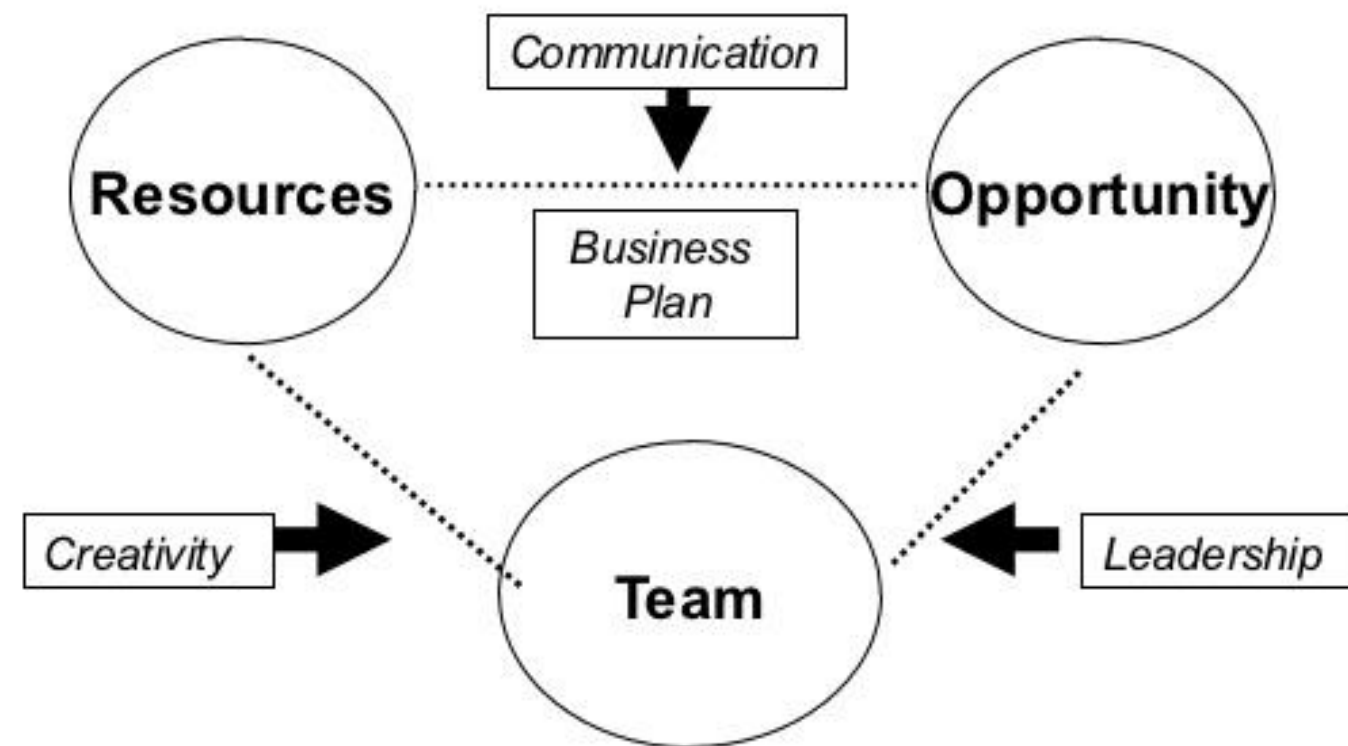 Communication
Resources
Opportunity
Business
Plan
Creativity
Team
Leadership